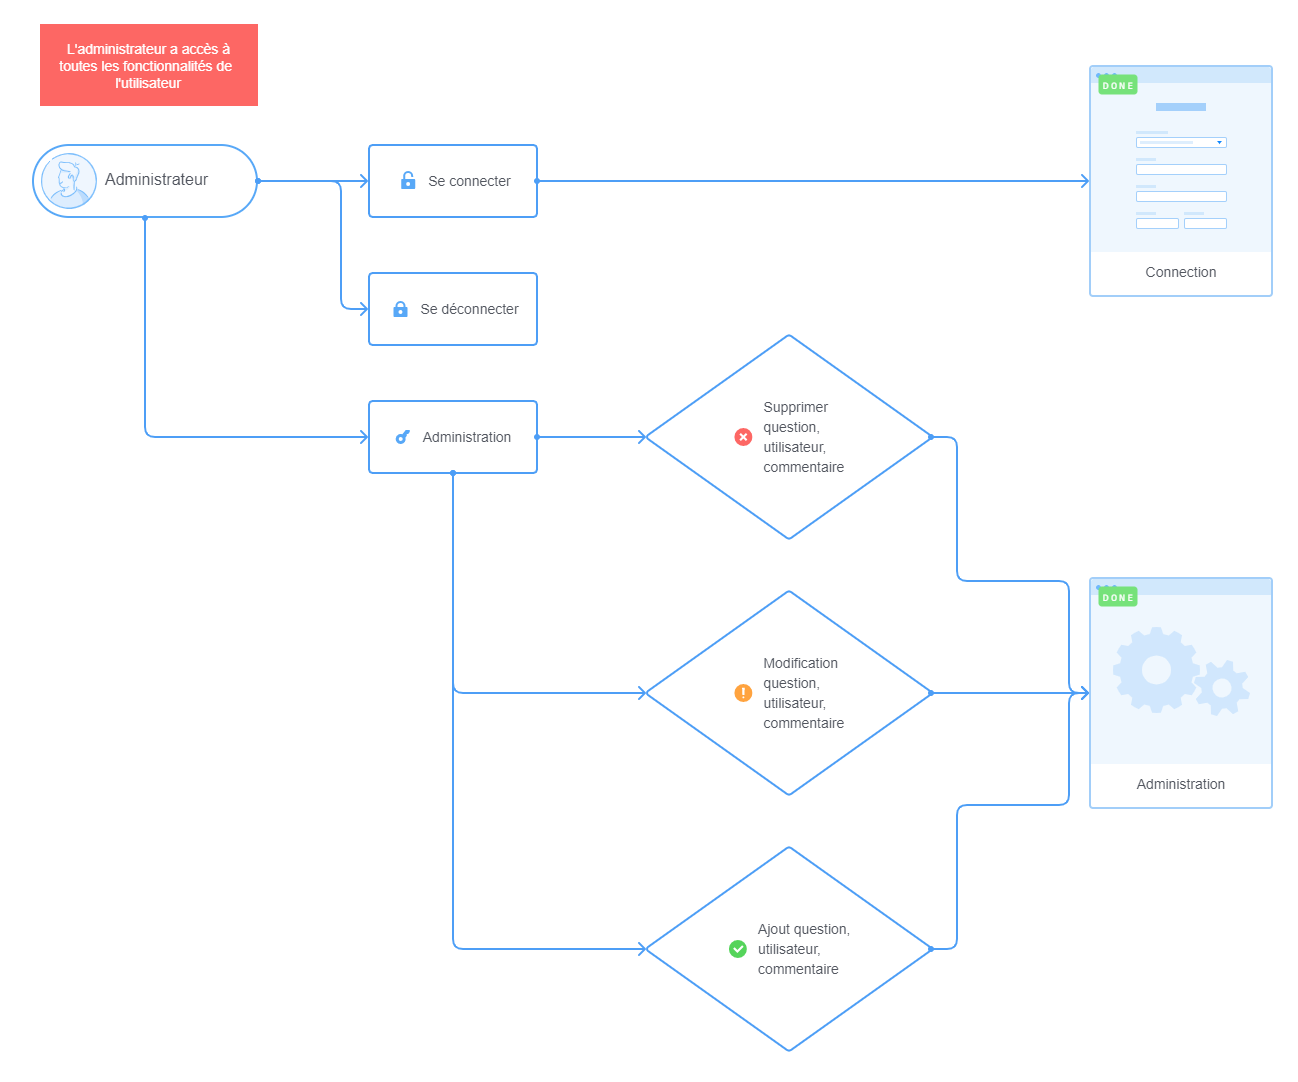 L'administrateur a accès à
toutes les fonctionnalités de
l'utilisateur
Administrateur
Se connecter
DONE
Connection
Se déconnecter
Administration
Supprimer
question,
utilisateur,
commentaire
Modification
question,
utilisateur,
commentaire
DONE
Administration
Ajout question,
utilisateur,
commentaire